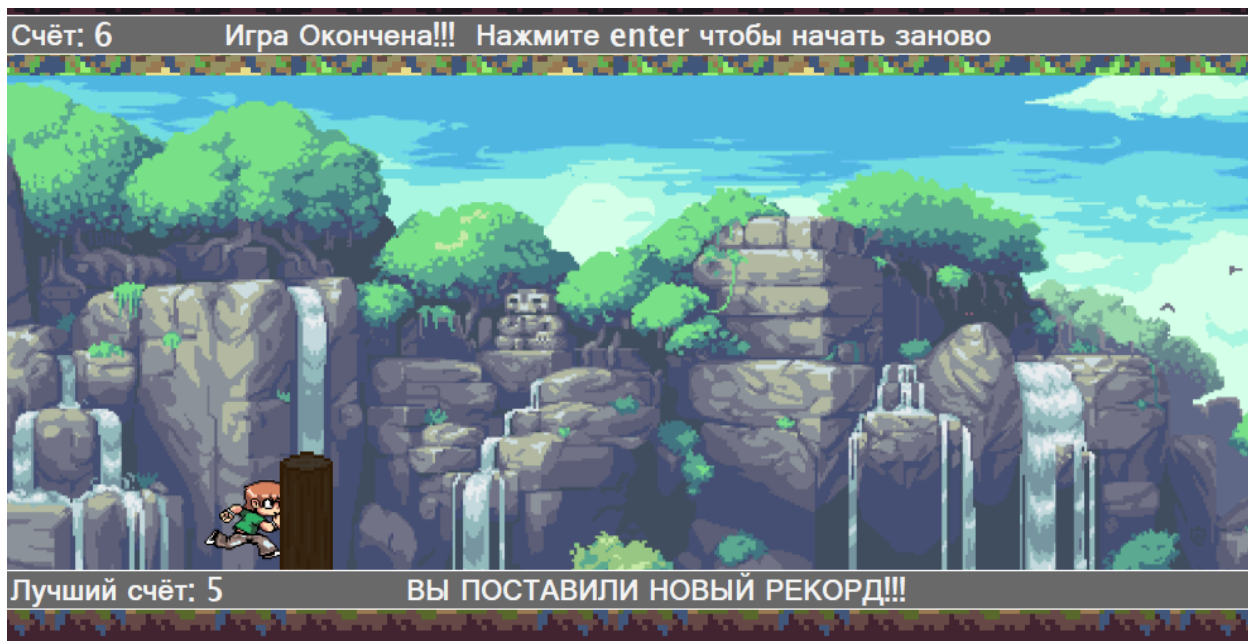 Счёт: 6 Игра Окончена!!! Нажмите enter чтобы начать заново
Лучший счёт: 5 ВЫ ПОСТАВИЛИ НОВЫЙ РЕКОРД!!!